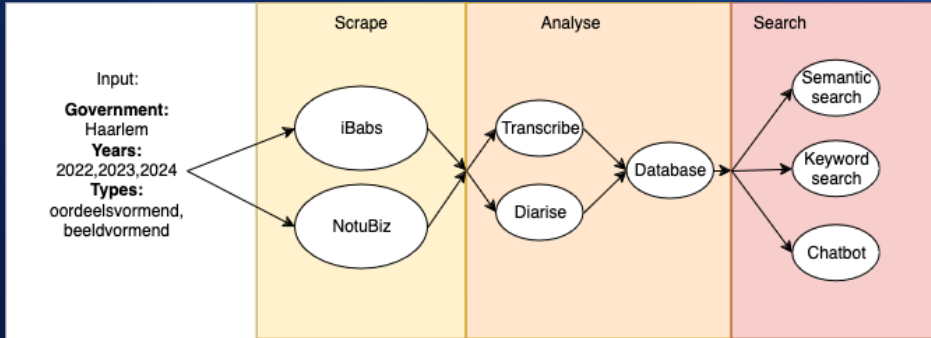 Scrape
Analyse
Search
Input:
Government:
Haarlem
Years:
2022,2023,2024
Types:
oordeelsvormend,
beeldvormend
iBabs
NotuBiz
Transcribe
Diarise
Database
Semantic
search
Keyword
search
Chatbot